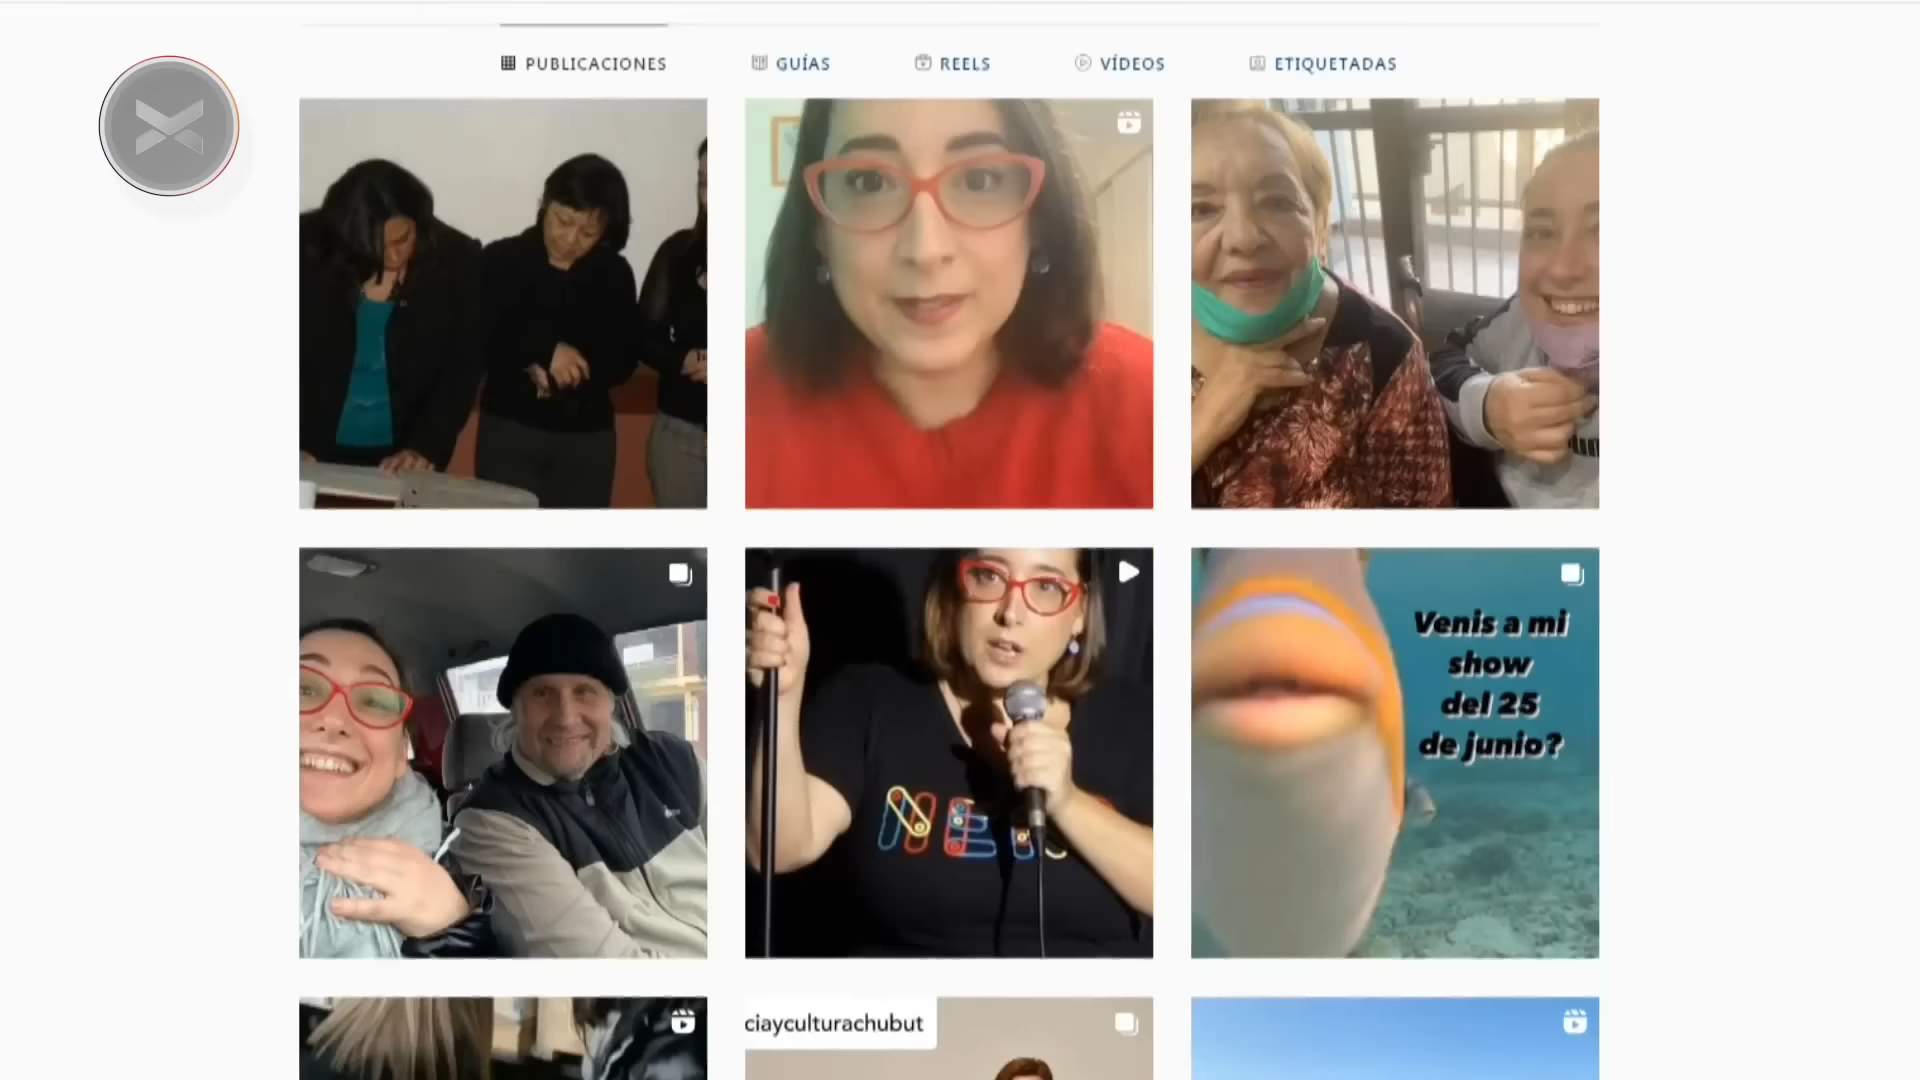 PUBLICACIONES
GUÍAS
REELS
VÍDEOS
ETIQUETADAS
Venis a mi
show
del 25
de junio?
ciayculturachubut